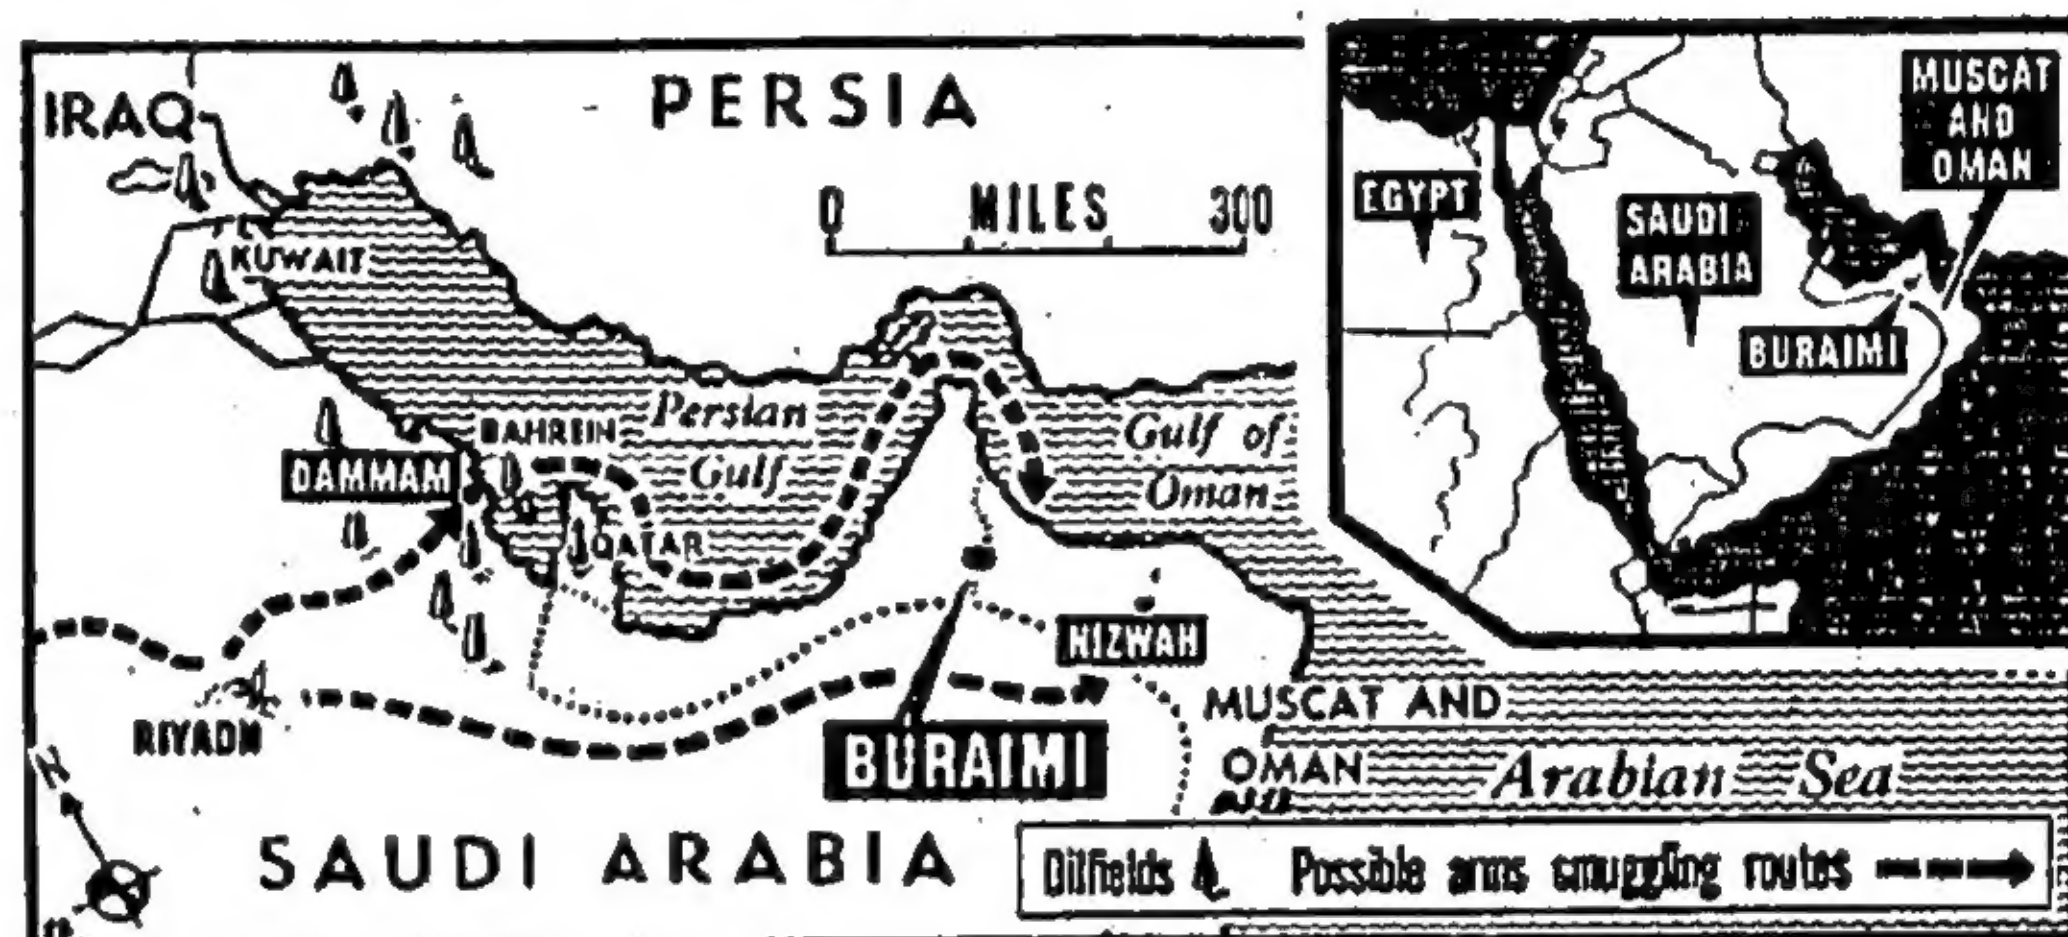 PERSIA
IRAQ
0 MILES 300
KUWAIT
BAHREIN
Persian
Gulf
Gulf of
Oman
DAMMAM
QATAR
NIZWAH
RIYADH
BURAIMI
MUSCAT AND
OMAN
Arabian Sea
N
SAUDI ARABIA
Oilfields
Possible arms smuggling routes
MUSCAT
AND
OMAN
EGYPT
SAUDI
ARABIA
BURAIMI